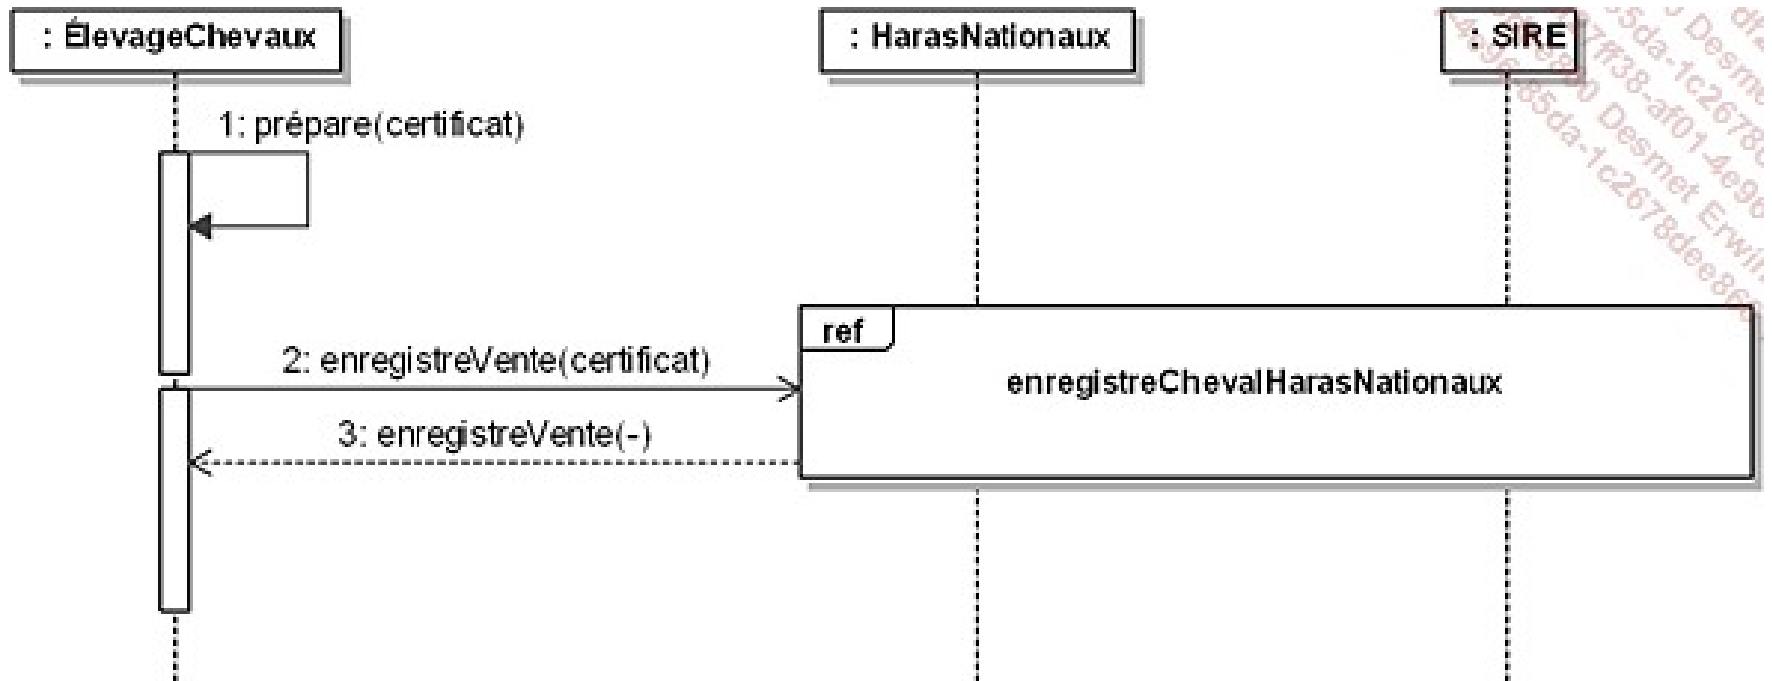 : ÉlevageChevaux
: HarasNationaux
: SIRE
1: prépare(certificat)
ref
2: enregistreVente(certificat)
enregistreChevalHarasNationaux
3: enregistreVente(-)